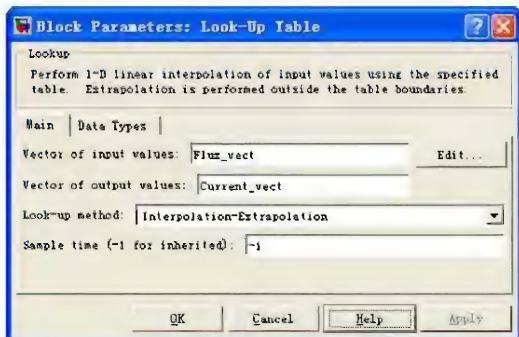 Block Parameters: Look-Up Table
Lookup
Perform 1-D linear interpolation of input values using the specified
table. Extrapolation is performed outside the table boundaries.
Main Data Types
Vector of input values: Flux_vect Edit...
Vector of output values: Current_vect
Look-up method: Interpolation-Extrapolation
Sample time (-1 for inherited): -1
OK Cancel Help Apply